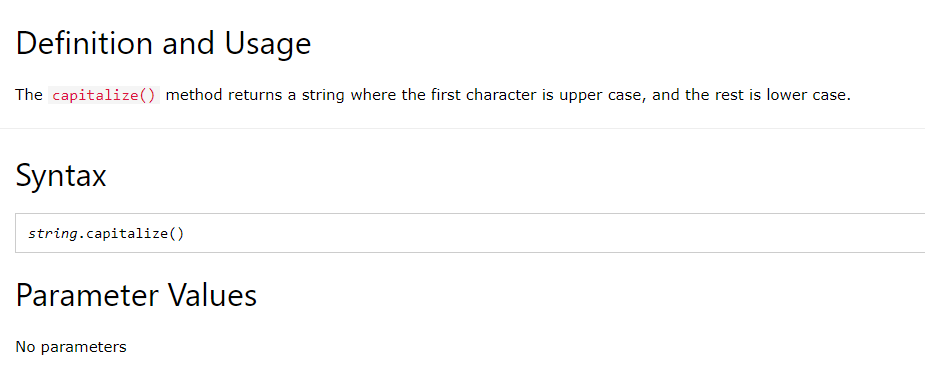 Definition and Usage
The capitalize() method returns a string where the first character is upper case, and the rest is lower case.
Syntax
string.capitalize()
Parameter Values
No parameters